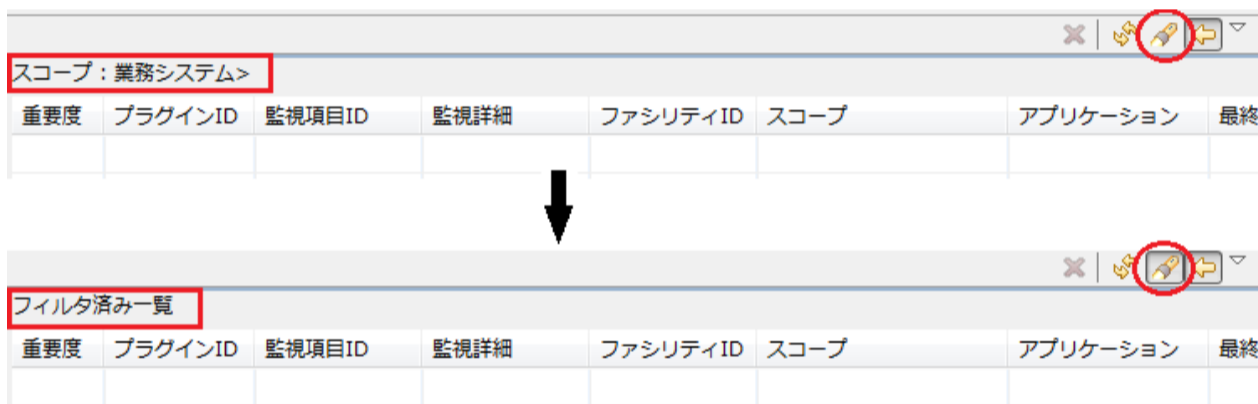 スコープ：業務システム>
重要度 プラグインID 監視項目ID 監視詳細 ファシリティID スコープ アプリケーション 最終
フィルタ済み一覧
重要度 プラグインID 監視項目ID 監視詳細 ファシリティID スコープ アプリケーション 最終